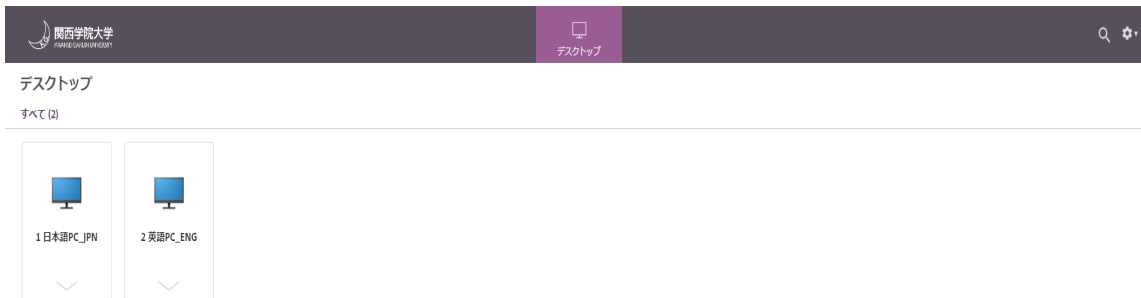 関西学院大学
KWANSEI GAKUIN UNIVERSITY
デスクトップ
デスクトップ
すべて (2)
1 日本語PC_JPN
2 英語PC_ENG